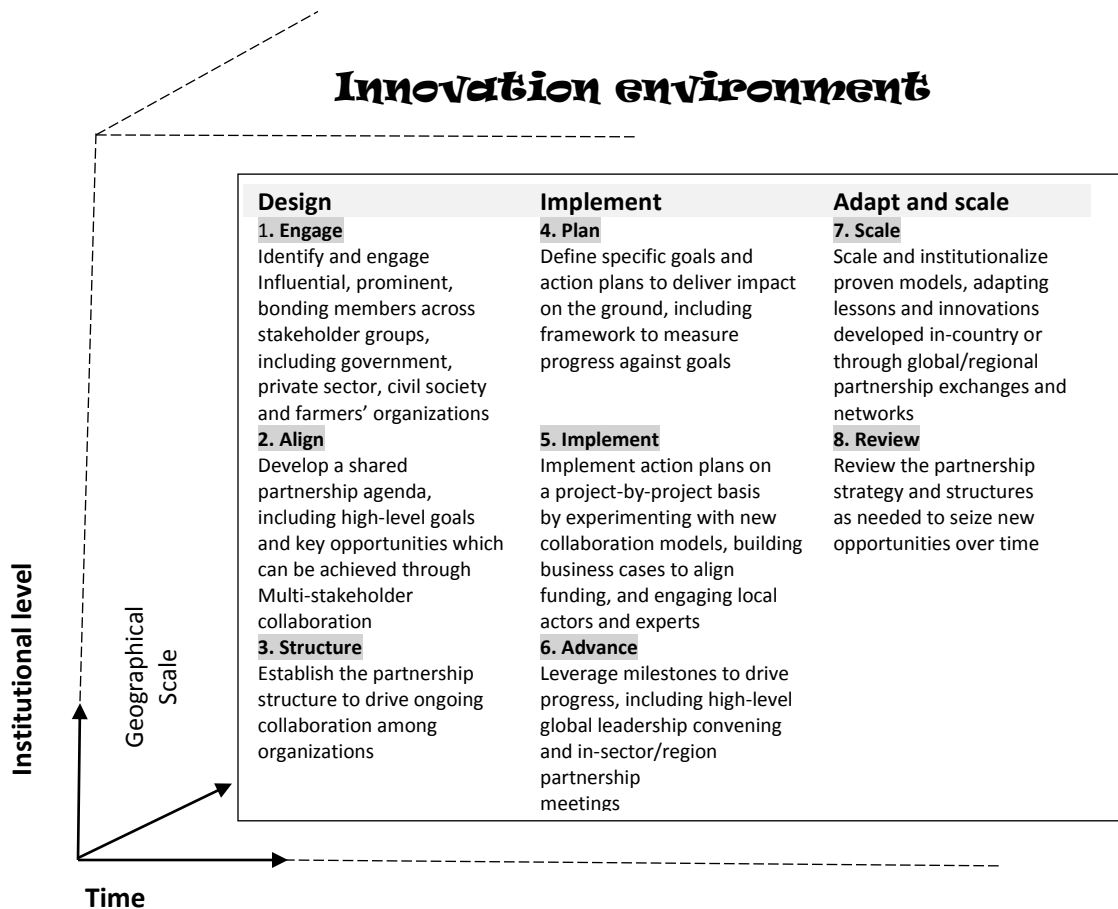 Innovation environment
Design
1. Engage
Identify and engage
Influential, prominent,
bonding members across
stakeholder groups,
including government,
private sector, civil society
and farmers’ organizations
2. Align
Develop a shared
partnership agenda,
including high-level goals
and key opportunities which
can be achieved through
Multi-stakeholder
collaboration
3. Structure
Establish the partnership
structure to drive ongoing
collaboration among
organizations
Implement
4. Plan
Define specific goals and
action plans to deliver impact
on the ground, including
framework to measure
progress against goals
5. Implement
Implement action plans on
a project-by-project basis
by experimenting with new
collaboration models, building
business cases to align
funding, and engaging local
actors and experts
6. Advance
Leverage milestones to drive
progress, including high-level
global leadership convening
and in-sector/region
partnership
meetings
Adapt and scale
7. Scale
Scale and institutionalize
proven models, adapting
lessons and innovations
developed in-country or
through global/regional
partnership exchanges and
networks
8. Review
Review the partnership
strategy and structures
as needed to seize new
opportunities over time
Institutional level
Geographical
Scale
Time